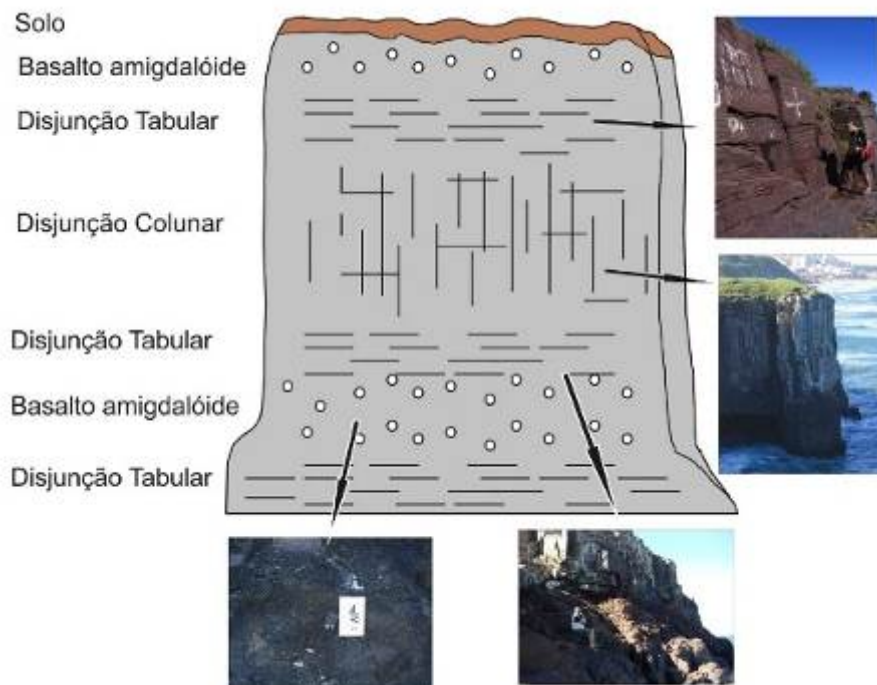 Solo
Basalto amigdalóide
Disjunção Tabular
Disjunção Colunar
Disjunção Tabular
Basalto amigdalóide
Disjunção Tabular